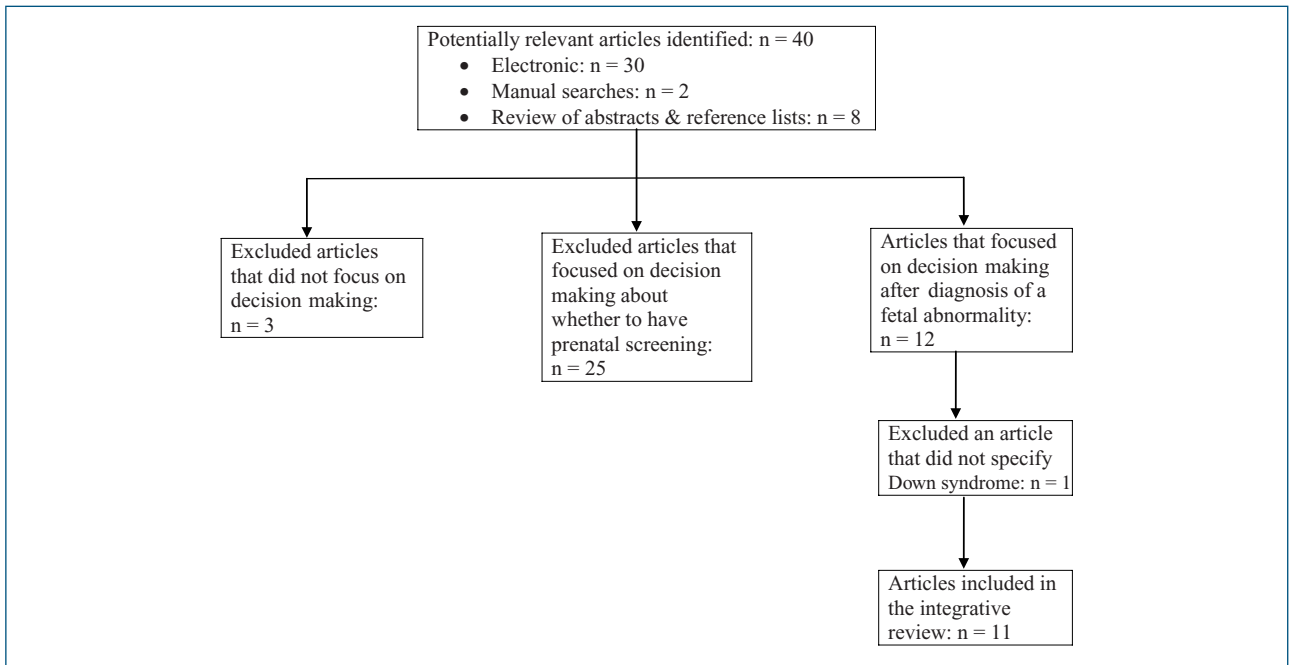 Potentially relevant articles identified: n = 40
• Electronic: n = 30
• Manual searches: n = 2
• Review of abstracts & reference lists: n = 8
Excluded articles
that did not focus on
decision making:
n = 3
Excluded articles that
focused on decision
making about
whether to have
prenatal screening:
n = 25
Articles that focused
on decision making
after diagnosis of a
fetal abnormality:
n = 12
Excluded an article
that did not specify
Down syndrome: n = 1
Articles included in
the integrative
review: n = 11